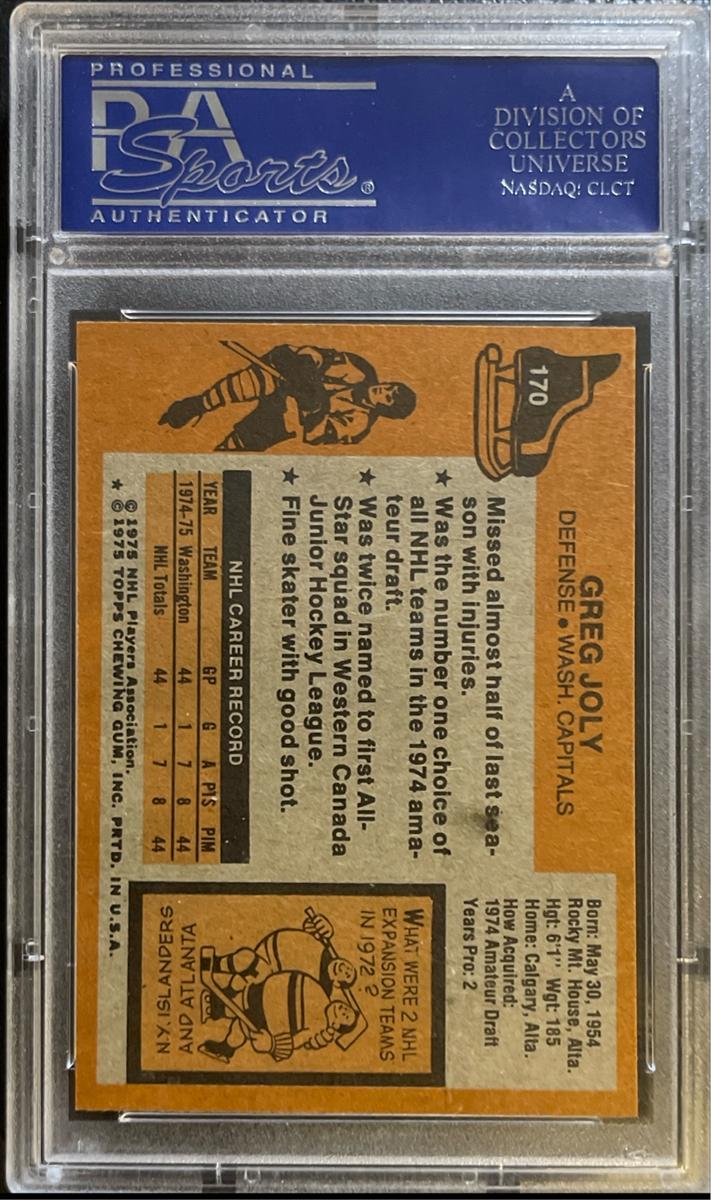 PROFESSIONAL
PSA
Sports®
AUTHENTICATOR
A
DIVISION OF
COLLECTORS
UNIVERSE
NASDAQ: CLCT
170
GREG JOLY
DEFENSE • WASH. CAPITALS
Born: May 30, 1954
Rocky Mt. House, Alta.
Hgt: 6'1" Wgt: 185
Home: Calgary, Alta.
How Acquired:
1974 Amateur Draft
Years Pro: 2
Missed almost half of last sea-
son with injuries.
★ Was the number one choice of
all NHL teams in the 1974 ama-
teur draft.
★ Was twice named to first All-
Star squad in Western Canada
Junior Hockey League.
★ Fine skater with good shot.
NHL CAREER RECORD
YEAR TEAM GP G A PTS PIM
1974-75 Washington 44 1 7 8 44
NHL Totals 44 1 7 8 44
©1975 NHL Players Association.
★ ©1975 TOPPS CHEWING GUM, INC. PRTD. IN U.S.A.
WHAT WERE 2 NHL
EXPANSION TEAMS
IN 1972?
N.Y. ISLANDERS
AND ATLANTA